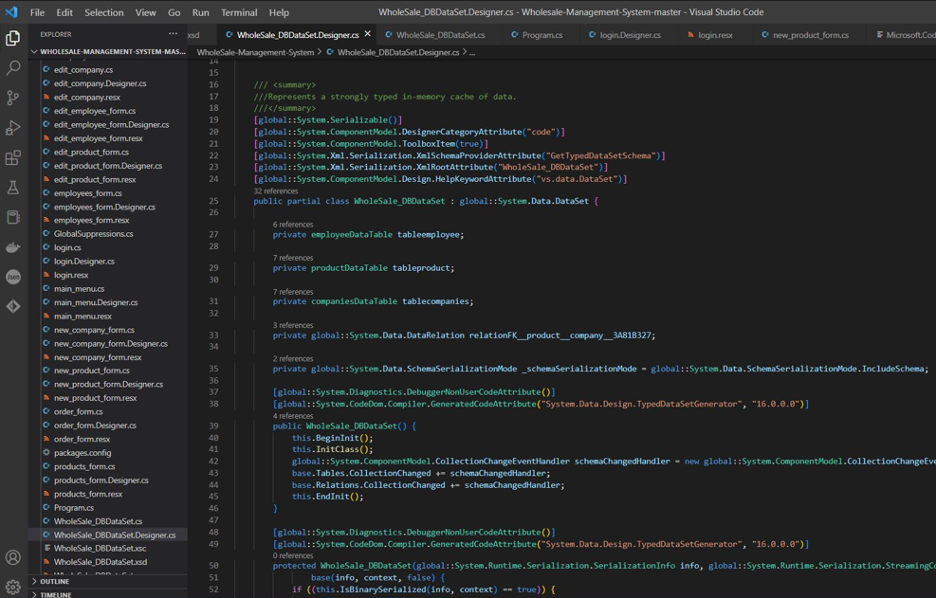 File Edit Selection View Go Run Terminal Help
WholeSale_DBDataSet.Designer.cs - Wholesale-Management-System-master - Visual Studio Code
EXPLORER
WHOLESALE-MANAGEMENT-SYSTEM-MAS...
edit_company.cs
edit_company.Designer.cs
edit_company.resx
edit_employee_form.cs
edit_employee_form.Designer.cs
edit_employee_form.resx
edit_product_form.cs
edit_product_form.Designer.cs
edit_product_form.resx
employees_form.cs
employees_form.Designer.cs
employees_form.resx
GlobalSuppressions.cs
login.cs
login.Designer.cs
login.resx
main_menu.cs
main_menu.Designer.cs
main_menu.resx
new_company_form.cs
new_company_form.Designer.cs
new_company_form.resx
new_product_form.cs
new_product_form.Designer.cs
new_product_form.resx
order_form.cs
order_form.Designer.cs
order_form.resx
packages.config
products_form.cs
products_form.Designer.cs
products_form.resx
Program.cs
WholeSale_DBDataSet.cs
WholeSale_DBDataSet.Designer.cs
WholeSale_DBDataSet.xsc
WholeSale_DBDataSet.xsd
OUTLINE
TIMELINE
xsd WholeSale_DBDataSet.Designer.cs WholeSale_DBDataSet.cs Program.cs login.Designer.cs login.resx new_product_form.cs Microsoft.Cod
WholeSale-Management-System > WholeSale_DBDataSet.Designer.cs > ...
14
15
16 /// <summary>
17 ///Represents a strongly typed in-memory cache of data.
18 ///</summary>
19 [global::System.Serializable()]
20 [global::System.ComponentModel.DesignerCategoryAttribute("code")]
21 [global::System.ComponentModel.ToolboxItem(true)]
22 [global::System.Xml.Serialization.XmlSchemaProviderAttribute("GetTypedDataSetSchema")]
23 [global::System.Xml.Serialization.XmlRootAttribute("WholeSale_DBDataSet")]
24 [global::System.ComponentModel.Design.HelpKeywordAttribute("vs.data.DataSet")]
32 references
25 public partial class WholeSale_DBDataSet : global::System.Data.DataSet {
26
6 references
27 private employeeDataTable tableemployee;
28
7 references
29 private productDataTable tableproduct;
30
7 references
31 private companiesDataTable tablecompanies;
32
3 references
33 private global::System.Data.DataRelation relationFK__product__company__3A81B327;
34
2 references
35 private global::System.Data.SchemaSerializationMode _schemaSerializationMode = global::System.Data.SchemaSerializationMode.IncludeSchema;
36
37 [global::System.Diagnostics.DebuggerNonUserCodeAttribute()]
38 [global::System.CodeDom.Compiler.GeneratedCodeAttribute("System.Data.Design.TypedDataSetGenerator", "16.0.0.0")]
4 references
39 public WholeSale_DBDataSet() {
40 this.BeginInit();
41 this.InitClass();
42 global::System.ComponentModel.CollectionChangeEventHandler schemaChangedHandler = new global::System.ComponentModel.CollectionChangeEve
43 base.Tables.CollectionChanged += schemaChangedHandler;
44 base.Relations.CollectionChanged += schemaChangedHandler;
45 this.EndInit();
46 }
47
48 [global::System.Diagnostics.DebuggerNonUserCodeAttribute()]
49 [global::System.CodeDom.Compiler.GeneratedCodeAttribute("System.Data.Design.TypedDataSetGenerator", "16.0.0.0")]
0 references
50 protected WholeSale_DBDataSet(global::System.Runtime.Serialization.SerializationInfo info, global::System.Runtime.Serialization.StreamingCo
51 base(info, context, false) {
52 if ((this.IsBinarySerialized(info, context) == true)) {